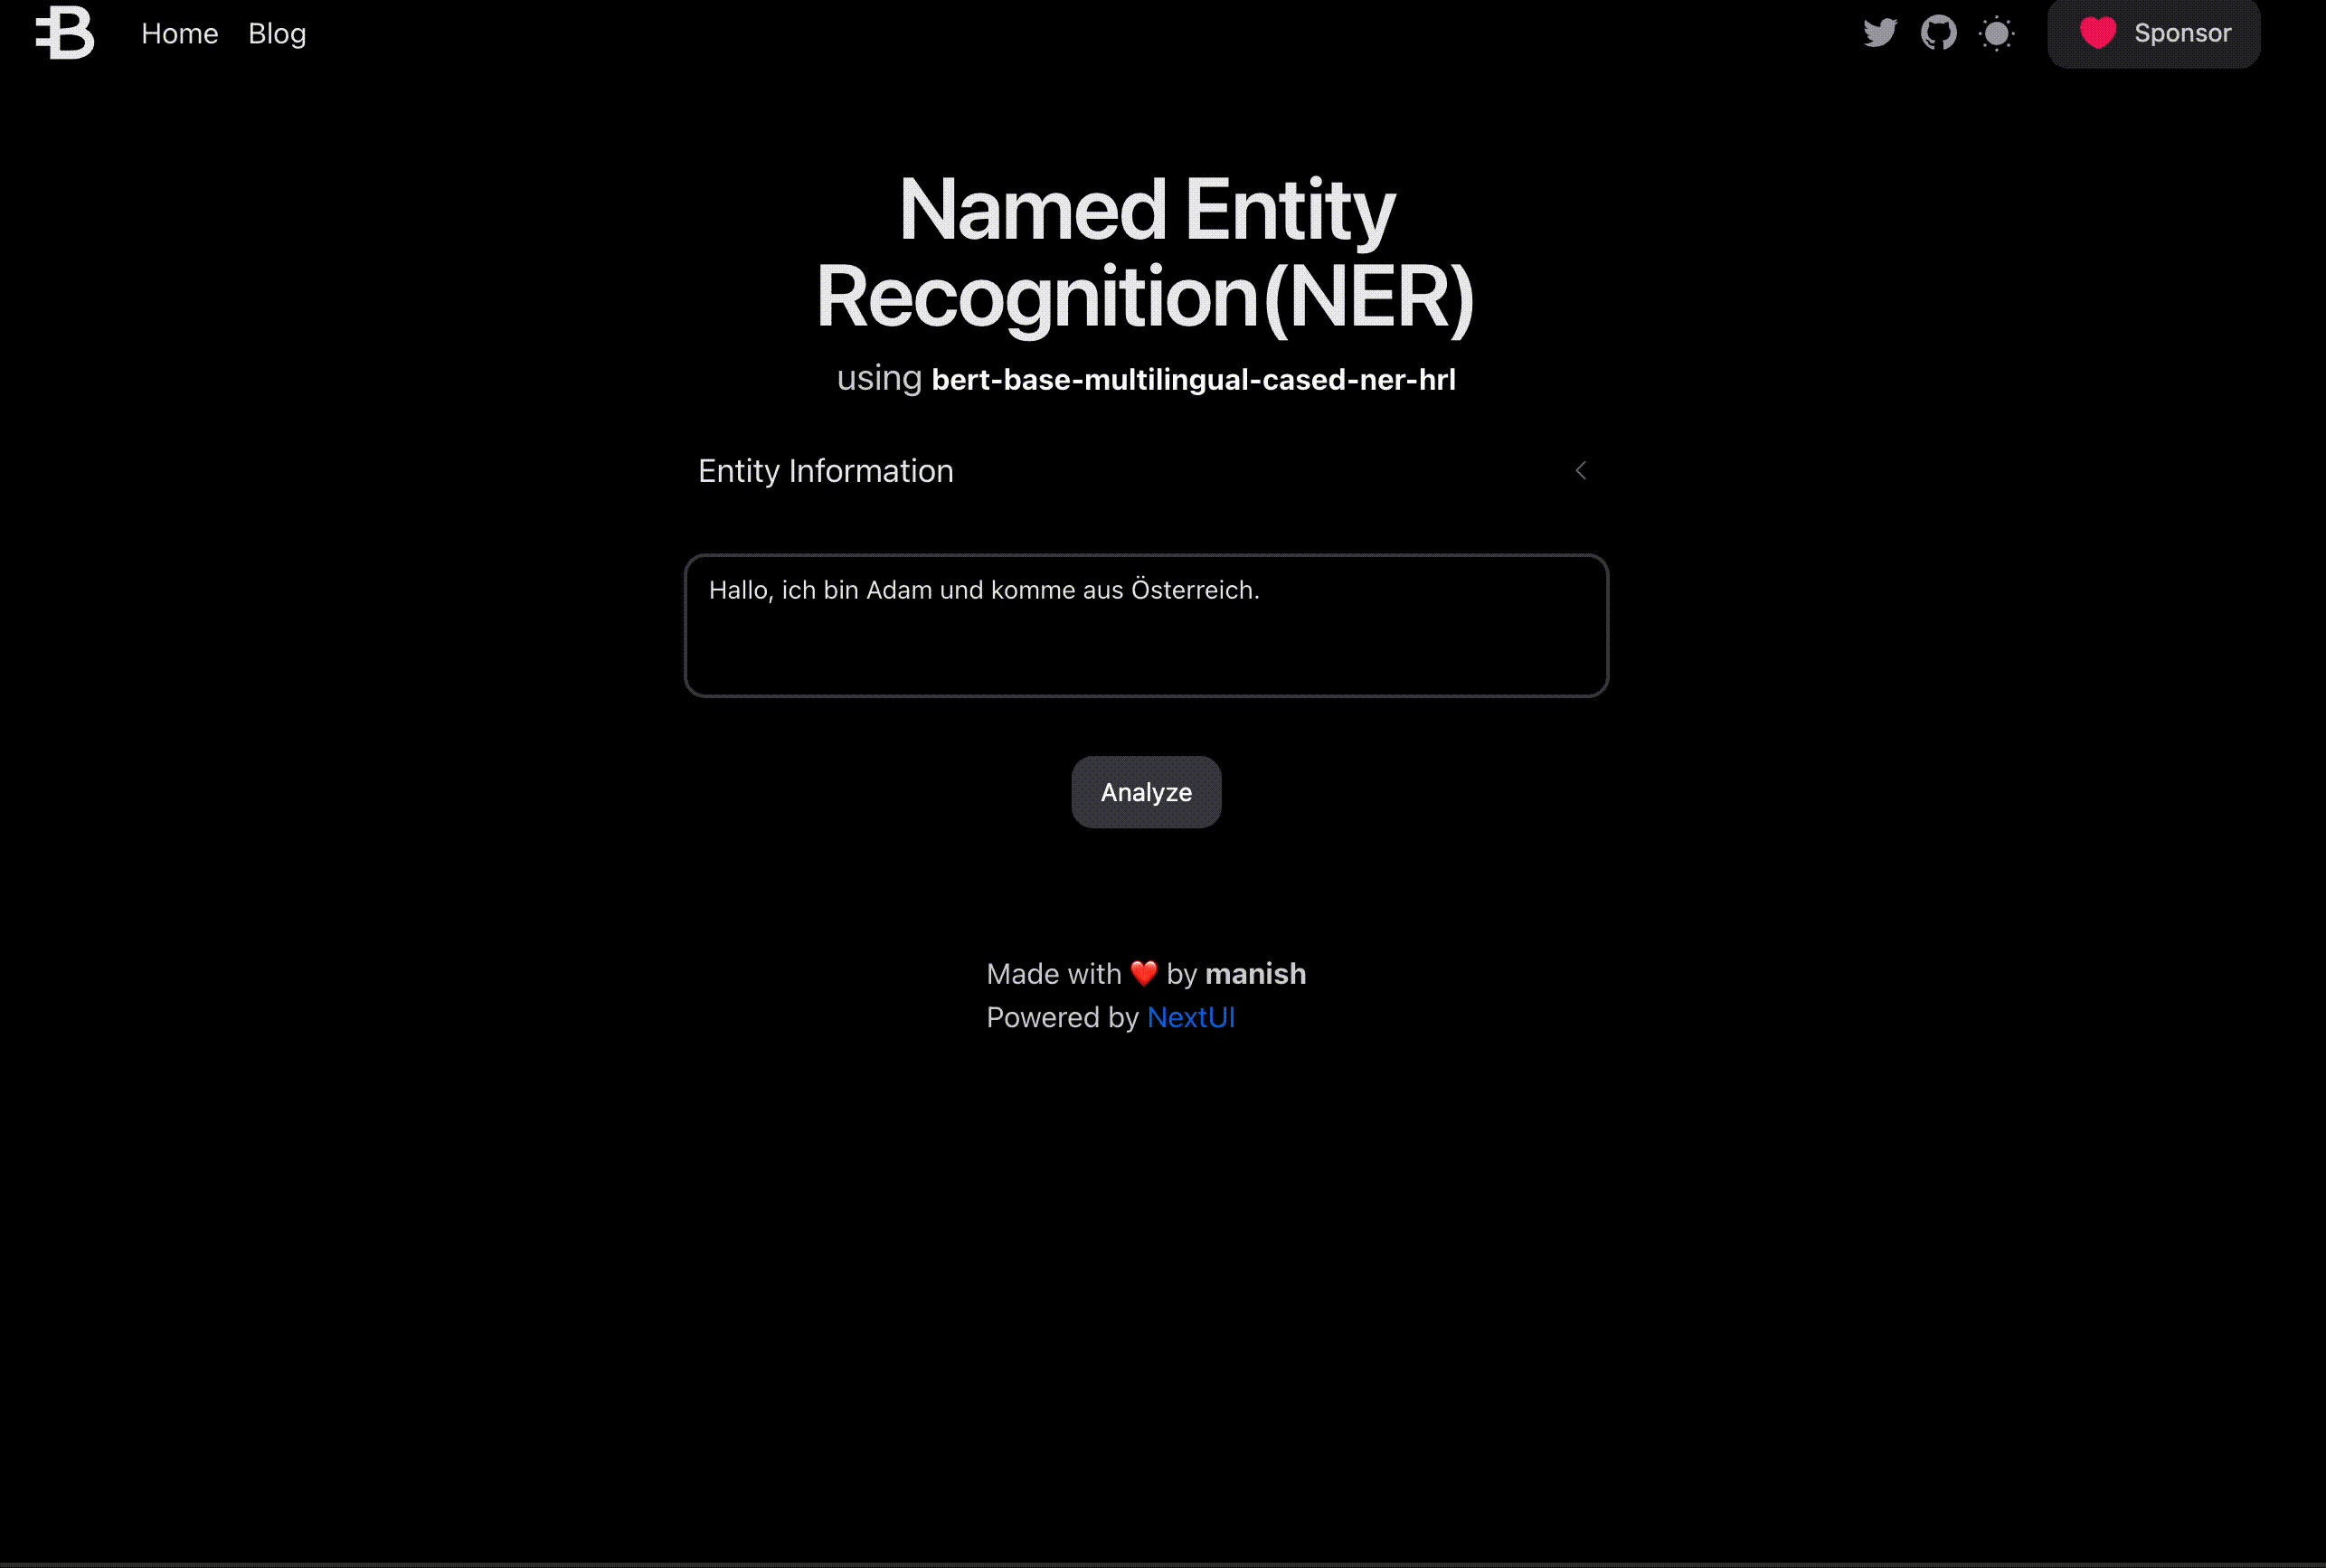 Home Blog Sponsor
Named Entity
Recognition(NER)
using bert-base-multilingual-cased-ner-hrl
Entity Information
Hallo, ich bin Adam und komme aus Österreich.
Analyze
Made with ❤️ by manish
Powered by NextUI